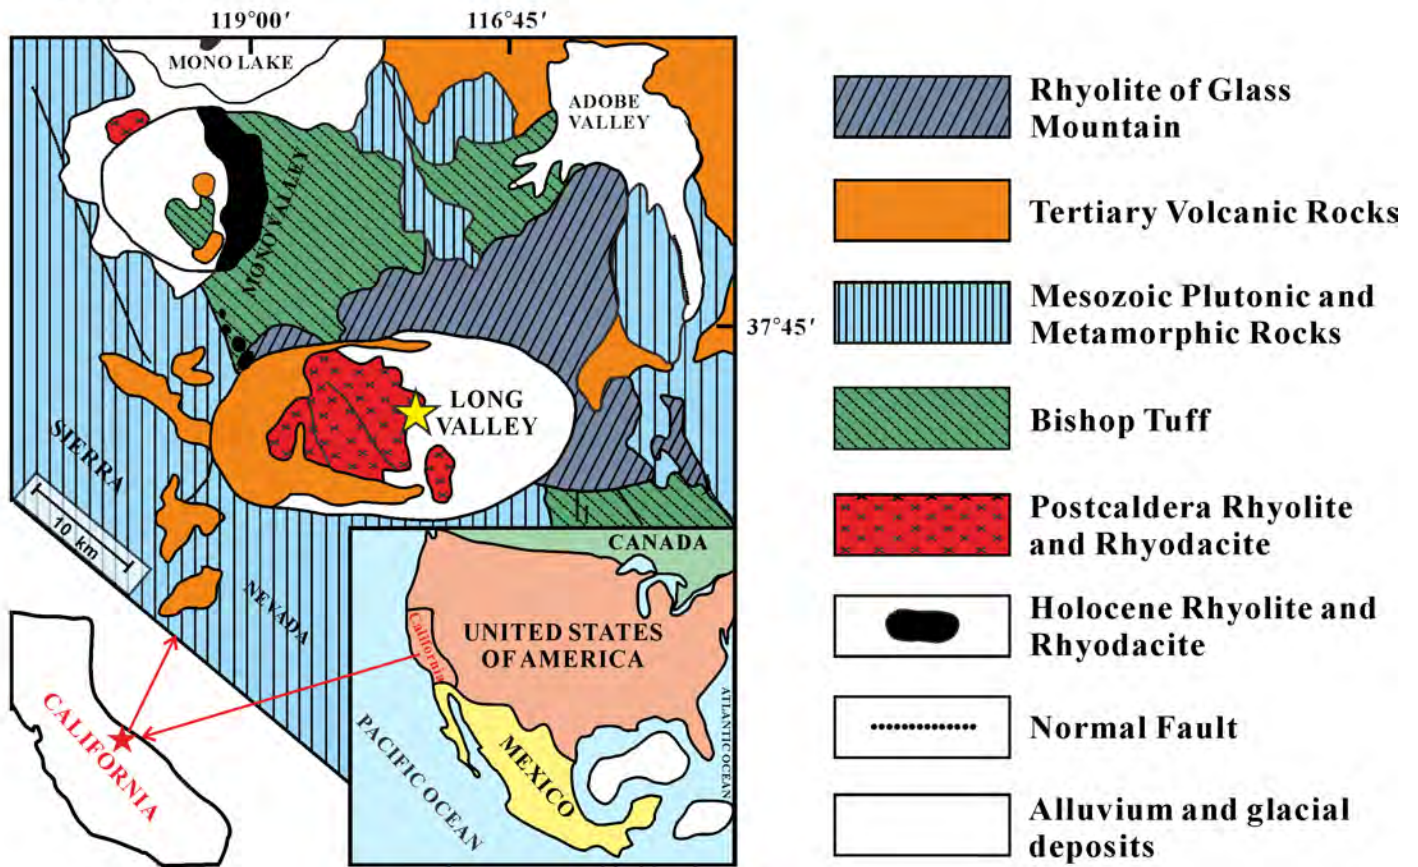 119°00′
116°45′
MONO LAKE
ADOBE
VALLEY
MONO VALLEY
37°45′
LONG
VALLEY
SIERRA
NEVADA
10 km
CANADA
UNITED STATES
OF AMERICA
California
MEXICO
PACIFIC OCEAN
ATLANTIC OCEAN
CALIFORNIA
Rhyolite of Glass
Mountain
Tertiary Volcanic Rocks
Mesozoic Plutonic and
Metamorphic Rocks
Bishop Tuff
Postcaldera Rhyolite
and Rhyodacite
Holocene Rhyolite and
Rhyodacite
Normal Fault
Alluvium and glacial
deposits